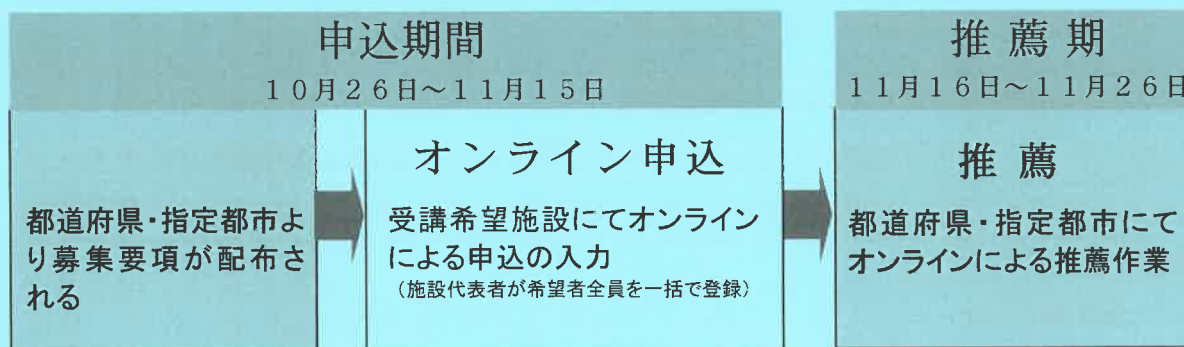 申込期間
10月26日~11月15日
都道府県・指定都市よ
り募集要項が配布さ
れる
オンライン申込
受講希望施設にてオンライン
による申込の入力
(施設代表者が希望者全員を一括で登録)
推薦期
11月16日~11月26日
推薦
都道府県・指定都市にて
オンラインによる推薦作業